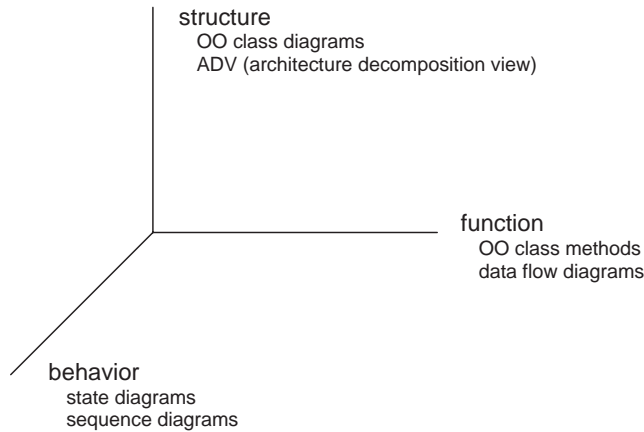 structure
OO class diagrams
ADV (architecture decomposition view)
function
OO class methods
data flow diagrams
behavior
state diagrams
sequence diagrams